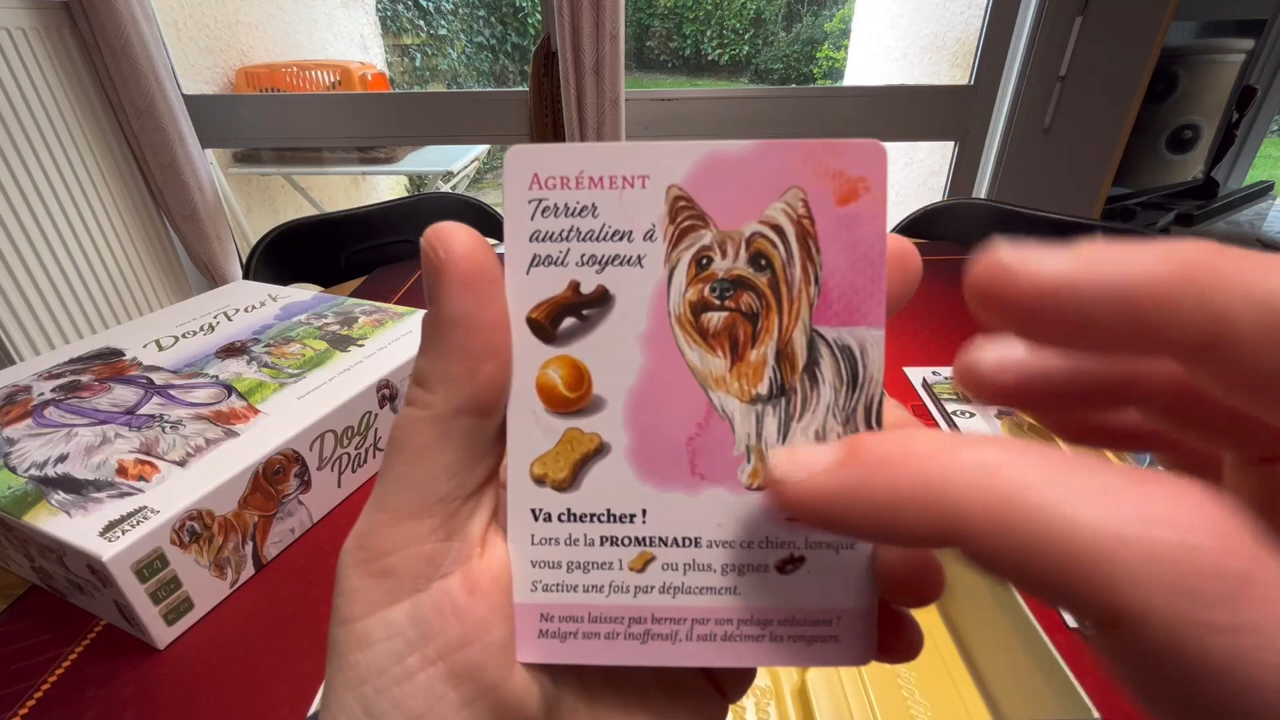 AGRÉMENT
Terrier
australien à
poil soyeux
Va chercher !
Lors de la PROMENADE avec ce chien, lorsque
vous gagnez 1 ou plus, gagnez .
S'active une fois par déplacement.
Ne vous laissez pas berner par son pelage séduisant !
Malgré son air inoffensif, il sait décimer les rongeurs.
Dog Park
Dog
Park
GAMES
1-4
10+